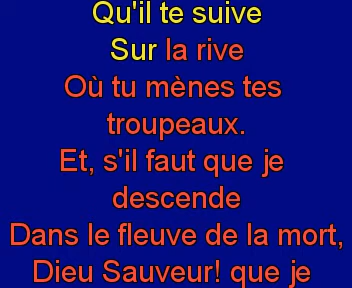 Qu'il te suive
Sur la rive
Où tu mènes tes
troupeaux.
Et, s'il faut que je
descende
Dans le fleuve de la mort,
Dieu Sauveur! que je